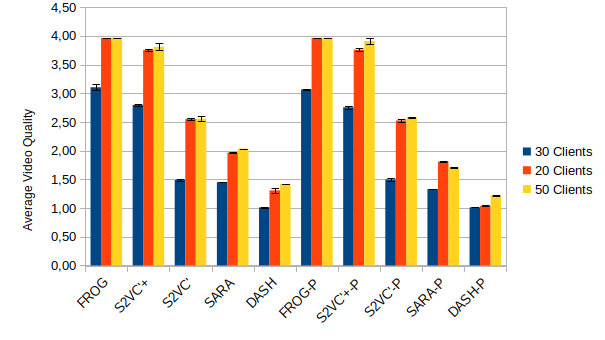 4,50
4,00
3,50
3,00
2,50
2,00
1,50
1,00
0,50
0,00
Average Video Quality
FROG
S2VC'+
S2VC'
SARA
DASH
FROG-P
S2VC'+-P
S2VC'-P
SARA-P
DASH-P
30 Clients
20 Clients
50 Clients